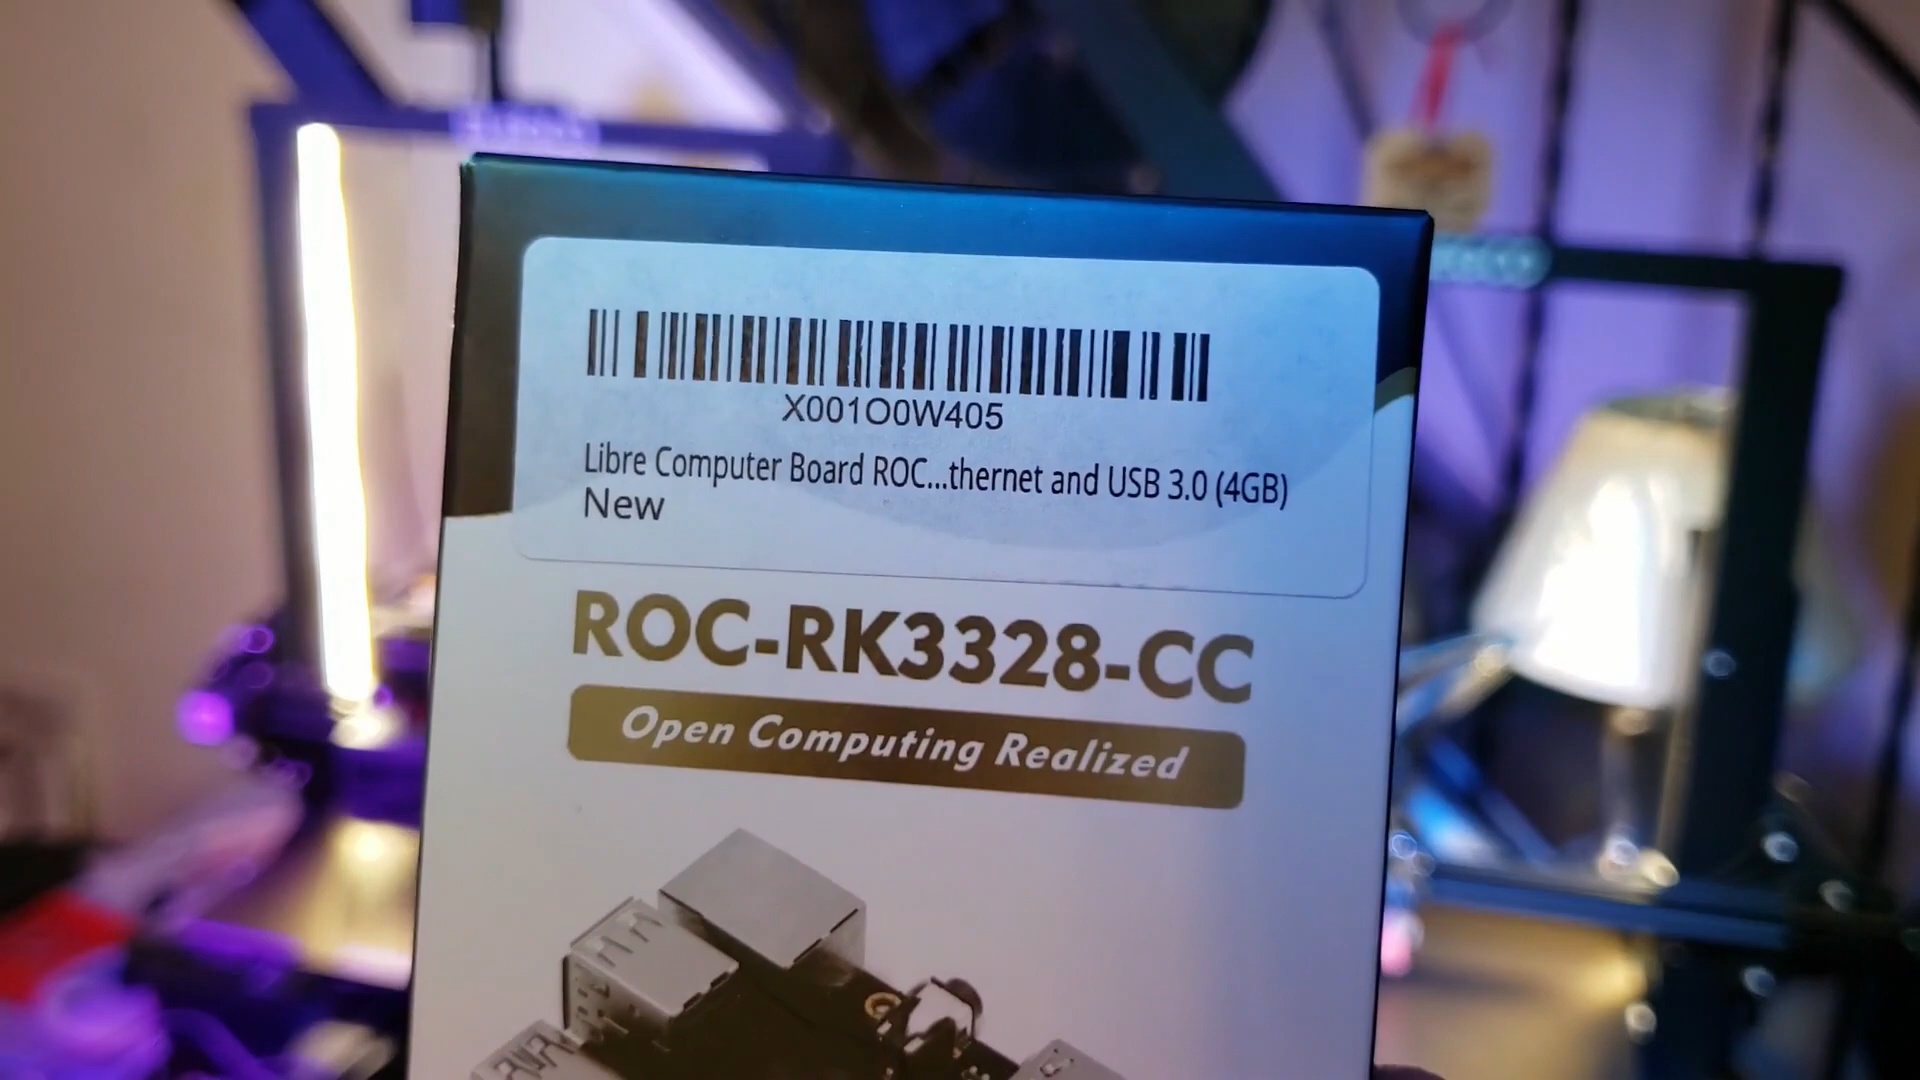 X001O0W405
Libre Computer Board ROC...thernet and USB 3.0 (4GB)
New
ROC-RK3328-CC
Open Computing Realized